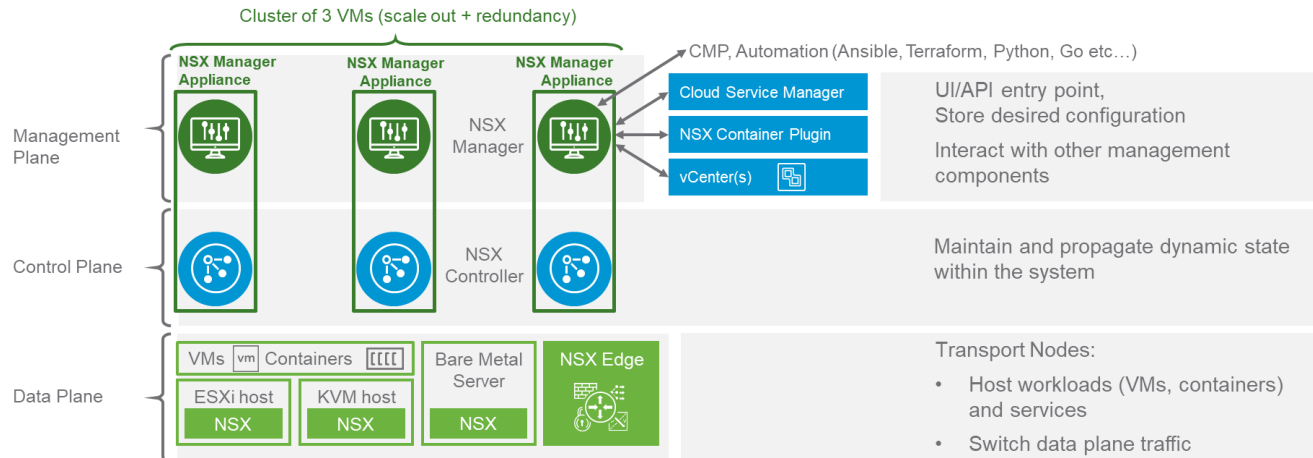 Cluster of 3 VMs (scale out + redundancy)
NSX Manager
Appliance
NSX Manager
Appliance
NSX Manager
Appliance
CMP, Automation (Ansible, Terraform, Python, Go etc…)
Management
Plane
NSX
Manager
Cloud Service Manager
NSX Container Plugin
vCenter(s)
UI/API entry point,
Store desired configuration
Interact with other management
components
Control Plane
NSX
Controller
Maintain and propagate dynamic state
within the system
Data Plane
VMs vm Containers
ESXi host
NSX
KVM host
NSX
Bare Metal
Server
NSX
NSX Edge
Transport Nodes:
• Host workloads (VMs, containers)
and services
• Switch data plane traffic